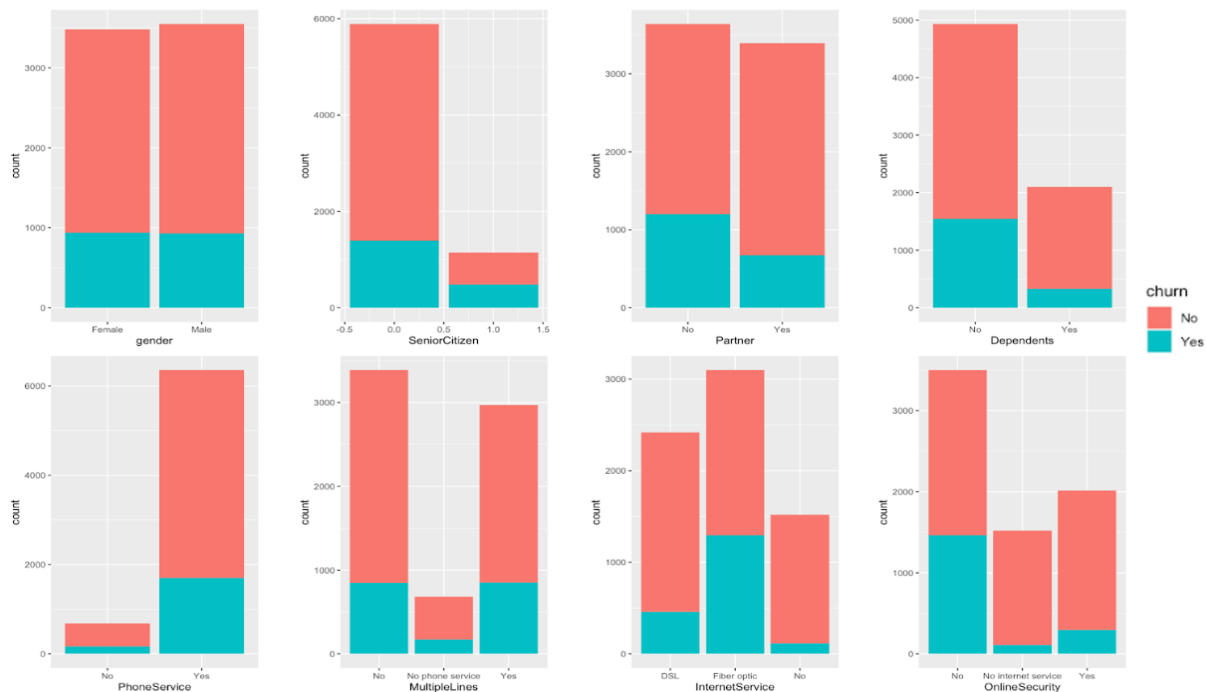 count
3000
2000
1000
0
Female Male
gender
count
6000
4000
2000
0
-0.5 0.0 0.5 1.0 1.5
SeniorCitizen
count
3000
2000
1000
0
No Yes
Partner
count
5000
4000
3000
2000
1000
0
No Yes
Dependents
churn
No
Yes
count
6000
4000
2000
0
No Yes
PhoneService
count
3000
2000
1000
0
No No phone service Yes
MultipleLines
count
3000
2000
1000
0
DSL Fiber optic No
InternetService
count
3000
2000
1000
0
No No internet service Yes
OnlineSecurity